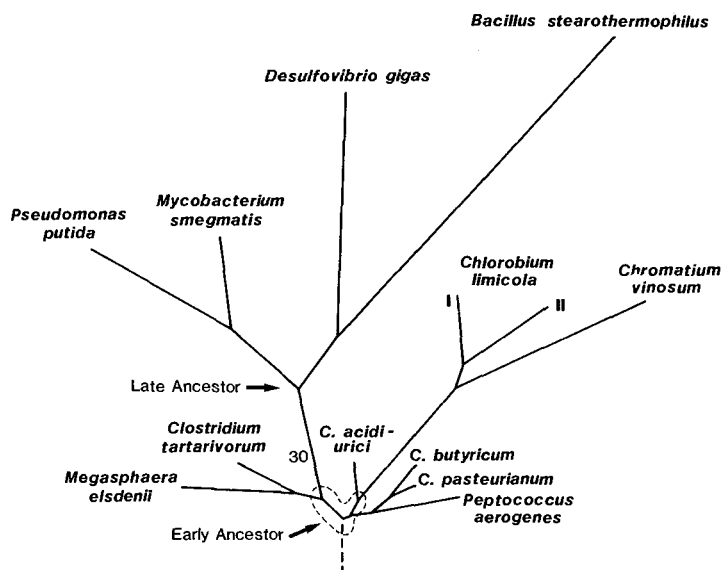 Bacillus stearothermophilus
Desulfovibrio gigas
Mycobacterium
smegmatis
Pseudomonas
putida
Chlorobium
limicola
I
II
Chromatium
vinosum
Late Ancestor
Clostridium
tartarivorum
30
C. acidi-
urici
C. butyricum
C. pasteurianum
Megasphaera
elsdenii
Peptococcus
aerogenes
Early Ancestor